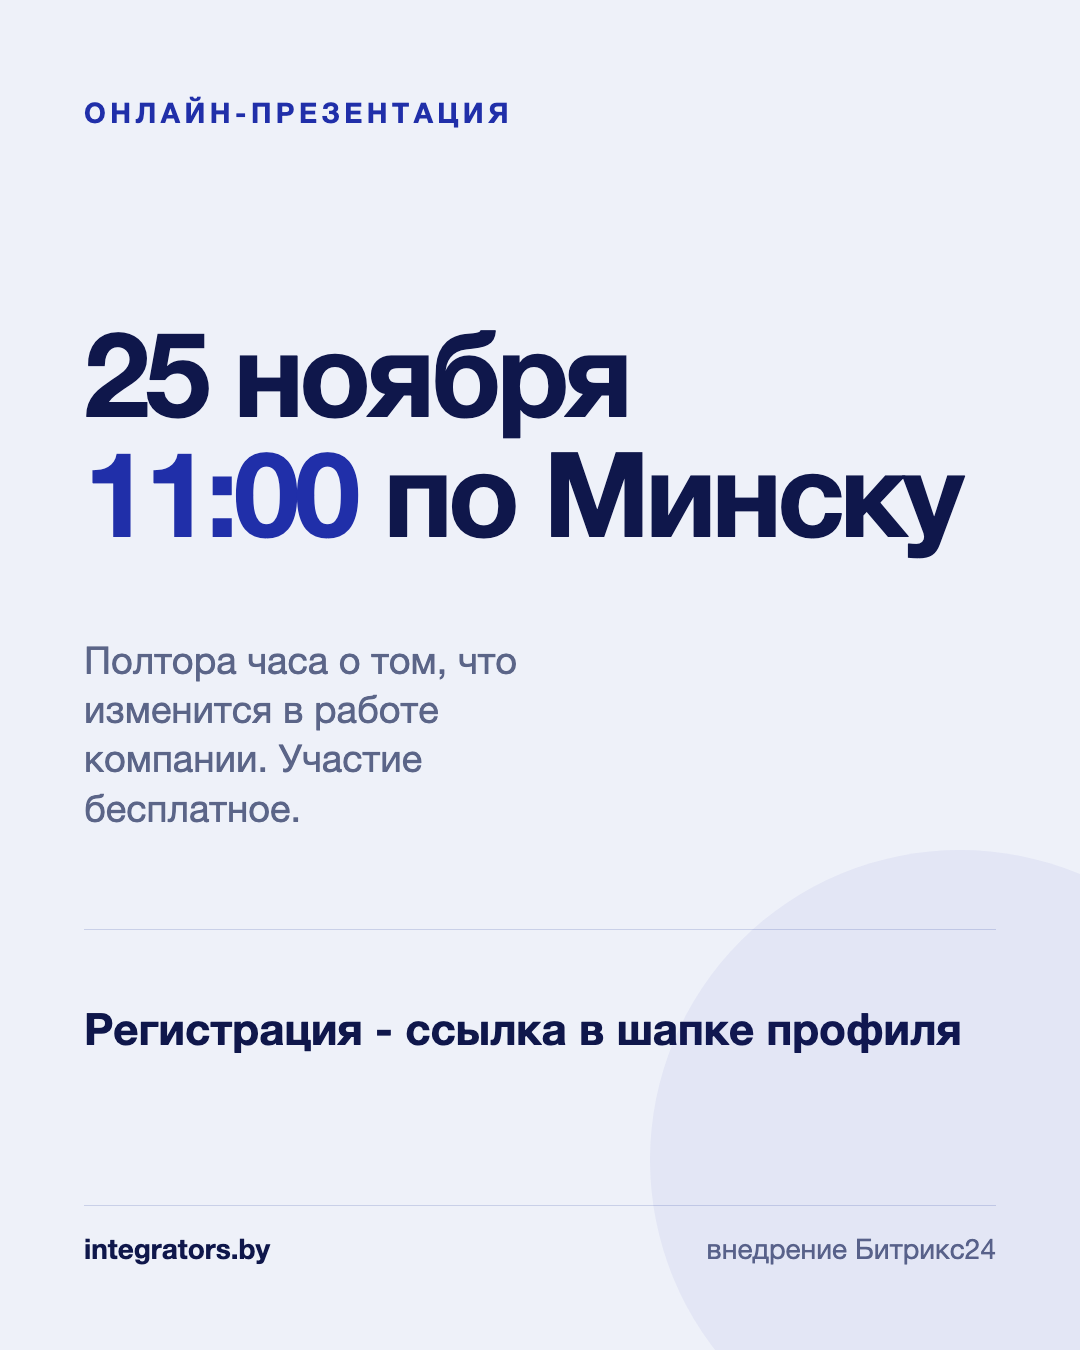 ОНЛАЙН-ПРЕЗЕНТАЦИЯ
25 ноября
11:00 по Минску
Полтора часа о том, что
изменится в работе
компании. Участие
бесплатное.
Регистрация - ссылка в шапке профиля
integrators.by
внедрение Битрикс24